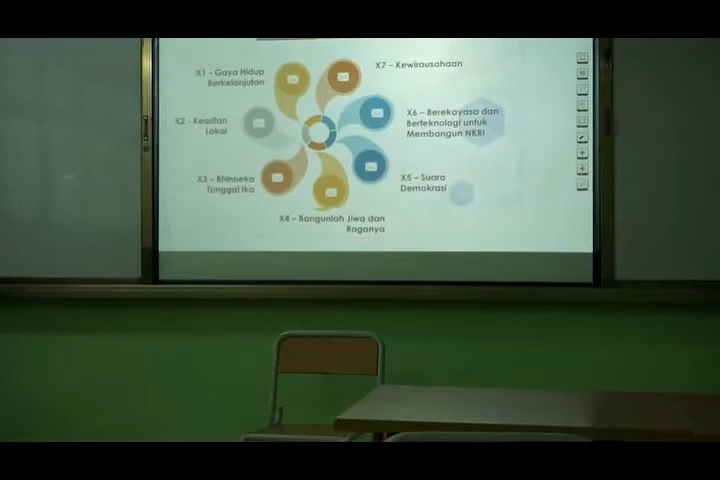 X1 – Gaya Hidup
Berkelanjutan
X2 - Kearifan
Lokal
X3 – Bhinneka
Tunggal Ika
X4 – Bangunlah Jiwa dan
Raganya
X5 – Suara
Demokrasi
X6 – Berekayasa dan
Berteknologi untuk
Membangun NKRI
X7 – Kewirausahaan